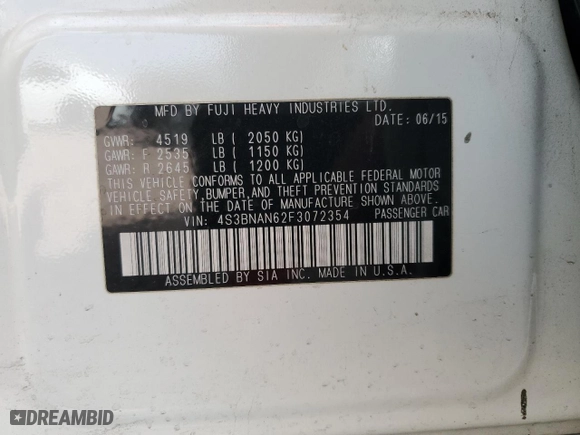 MFD BY FUJI HEAVY INDUSTRIES LTD.
DATE: 06/15
GVWR: 4519 LB ( 2050 KG)
GAWR: F 2535 LB ( 1150 KG)
GAWR: R 2645 LB ( 1200 KG)
THIS VEHICLE CONFORMS TO ALL APPLICABLE FEDERAL MOTOR
VEHICLE SAFETY,BUMPER,AND THEFT PREVENTION STANDARDS
IN EFFECT ON THE DATE OF MANUFACTURE SHOWN ABOVE.
VIN: 4S3BNAN62F3072354 PASSENGER CAR
ASSEMBLED BY SIA INC. MADE IN U.S.A.
DREAMBID